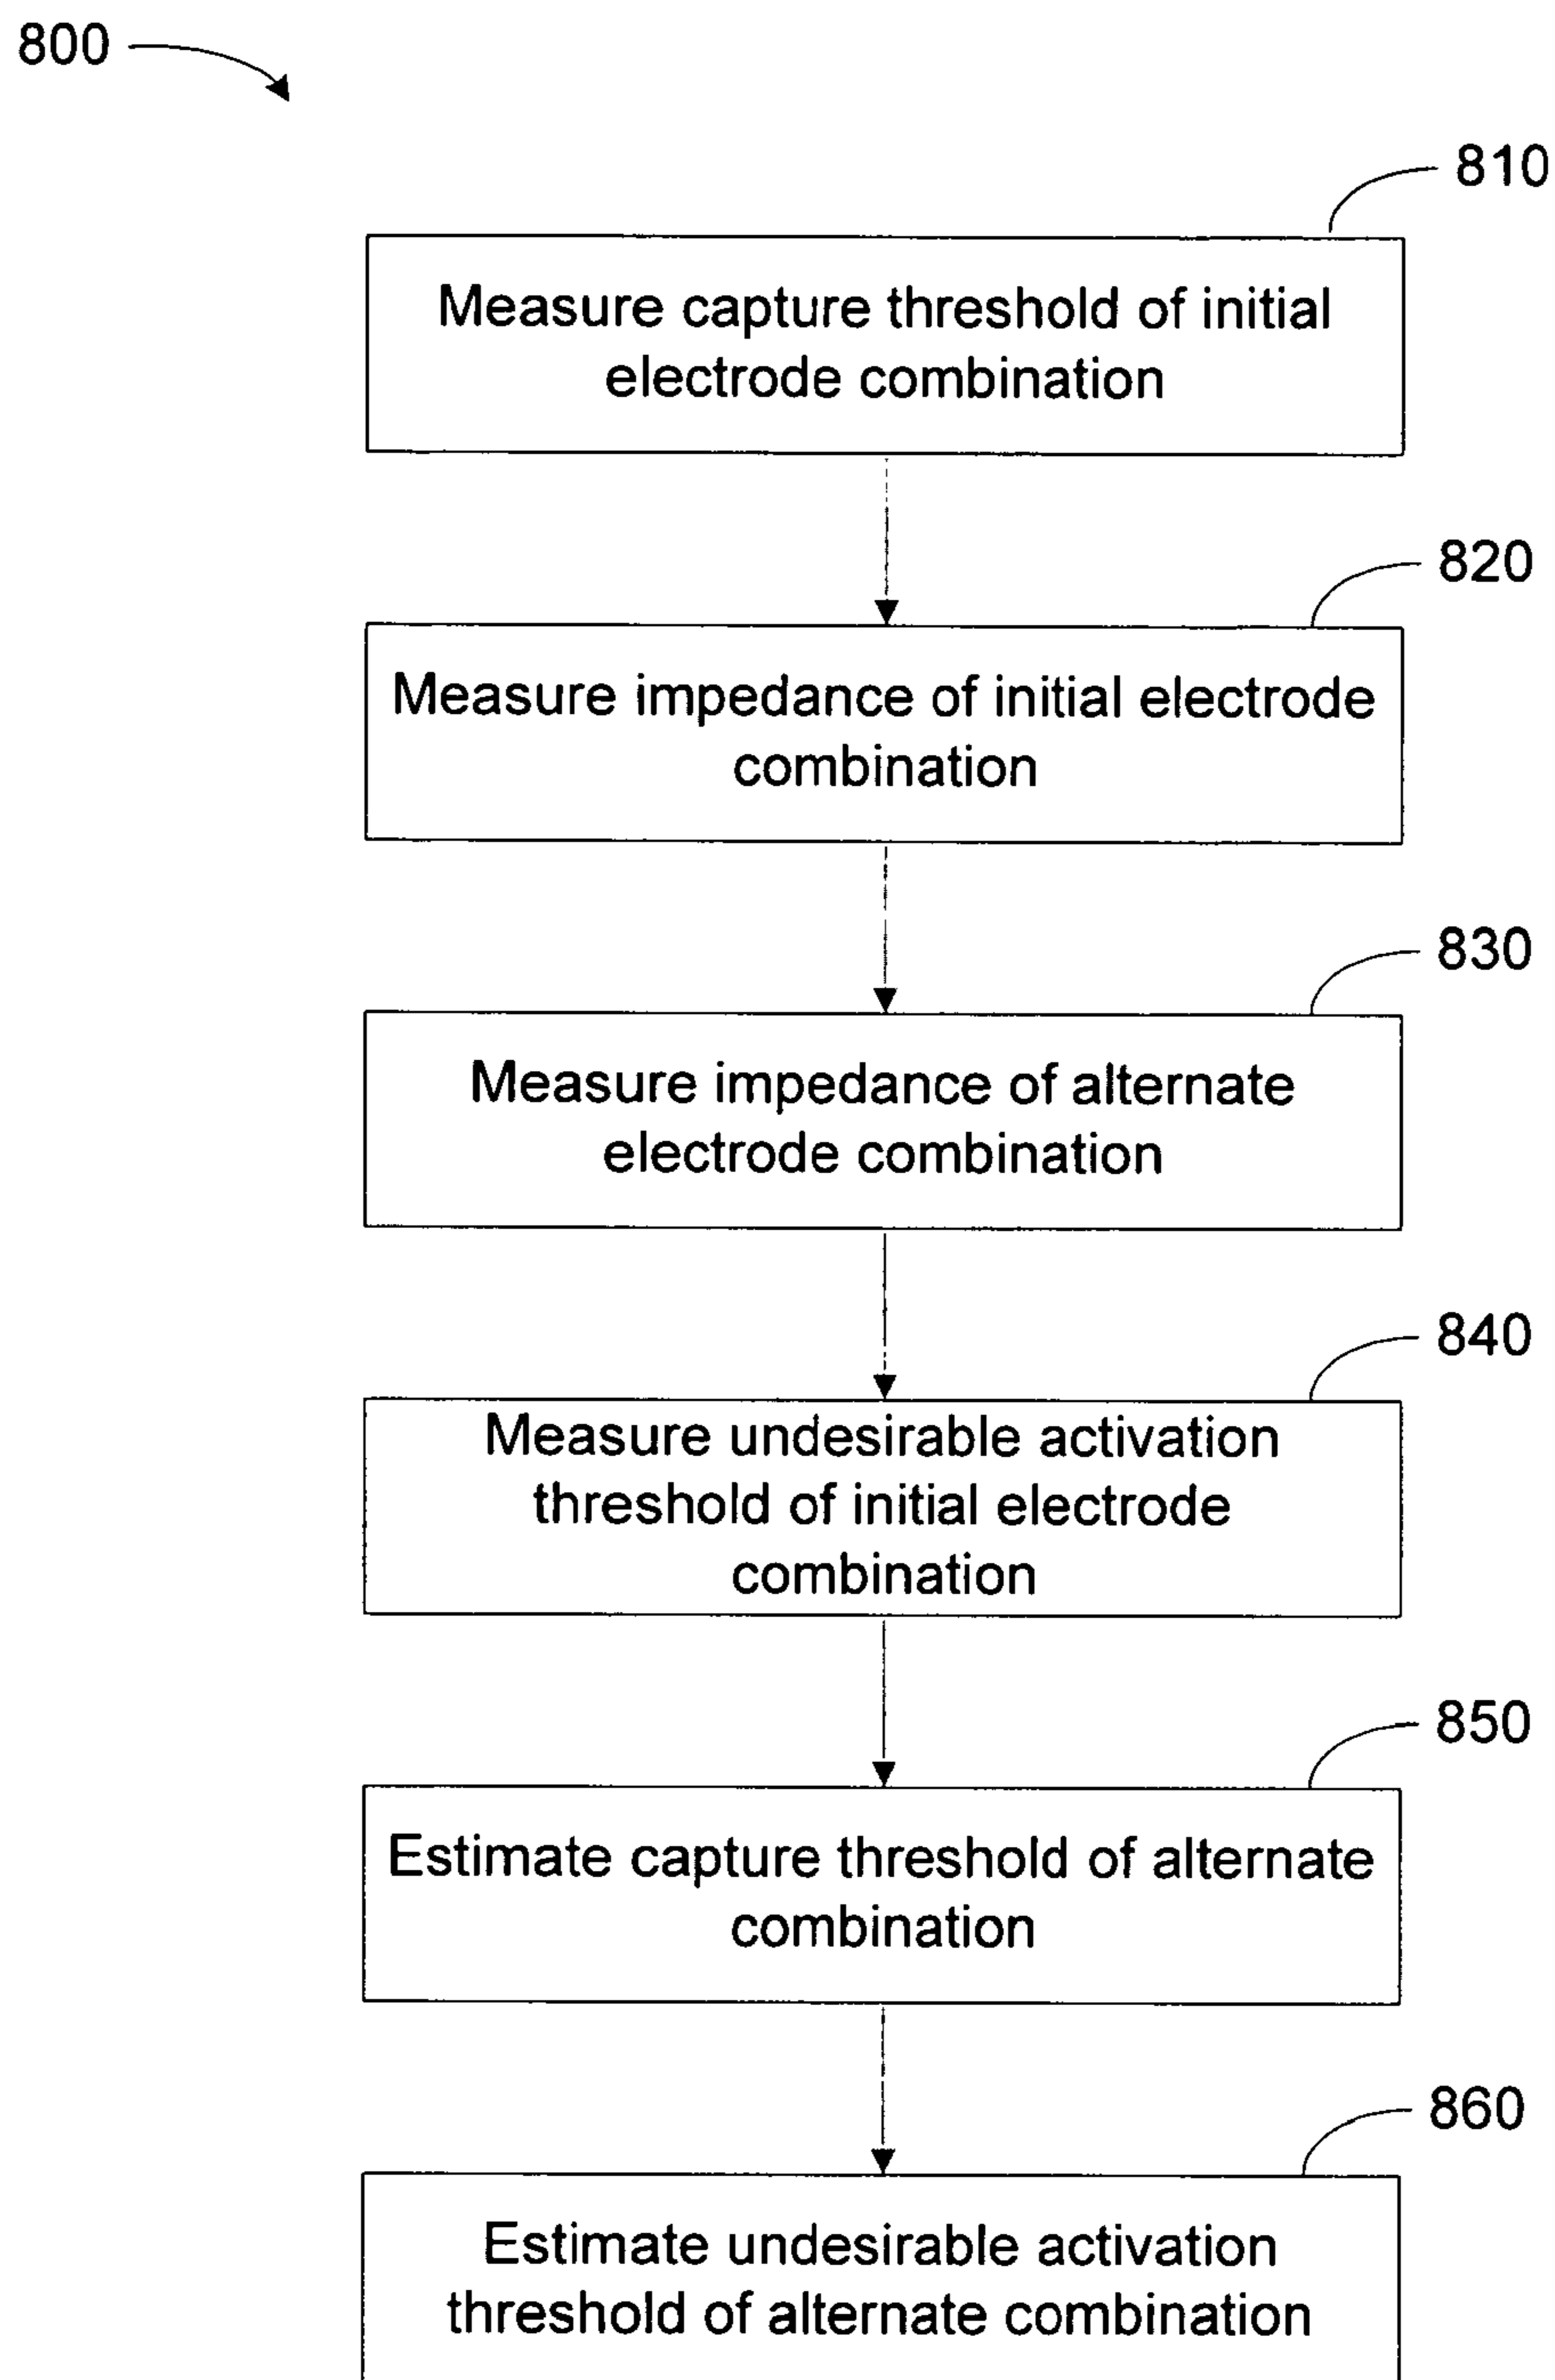 800
810
Measure capture threshold of initial
electrode combination
820
Measure impedance of initial electrode
combination
830
Measure impedance of alternate
electrode combination
840
Measure undesirable activation
threshold of initial electrode
combination
850
Estimate capture threshold of alternate
combination
860
Estimate undesirable activation
threshold of alternate combination